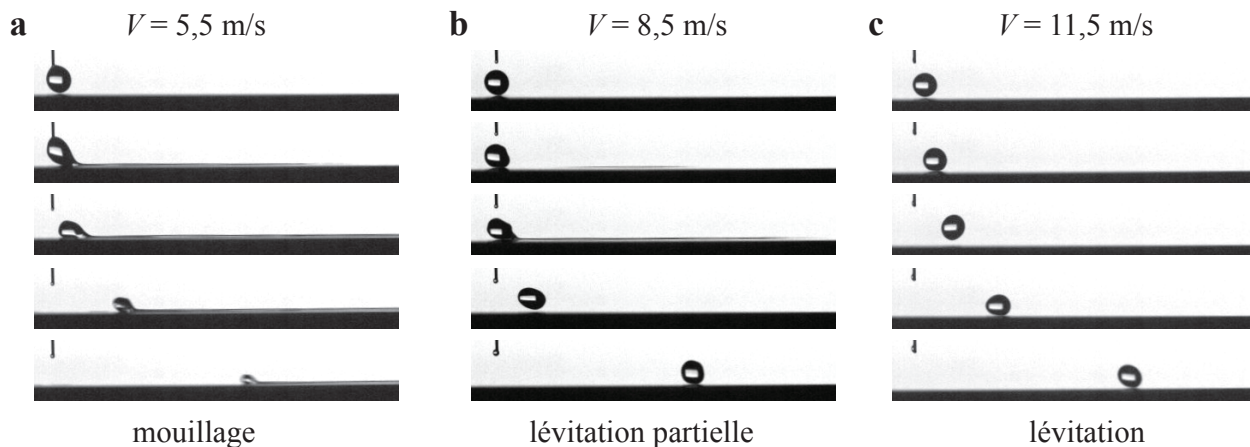 a V = 5,5 m/s
b V = 8,5 m/s
c V = 11,5 m/s
mouillage
lévitation partielle
lévitation